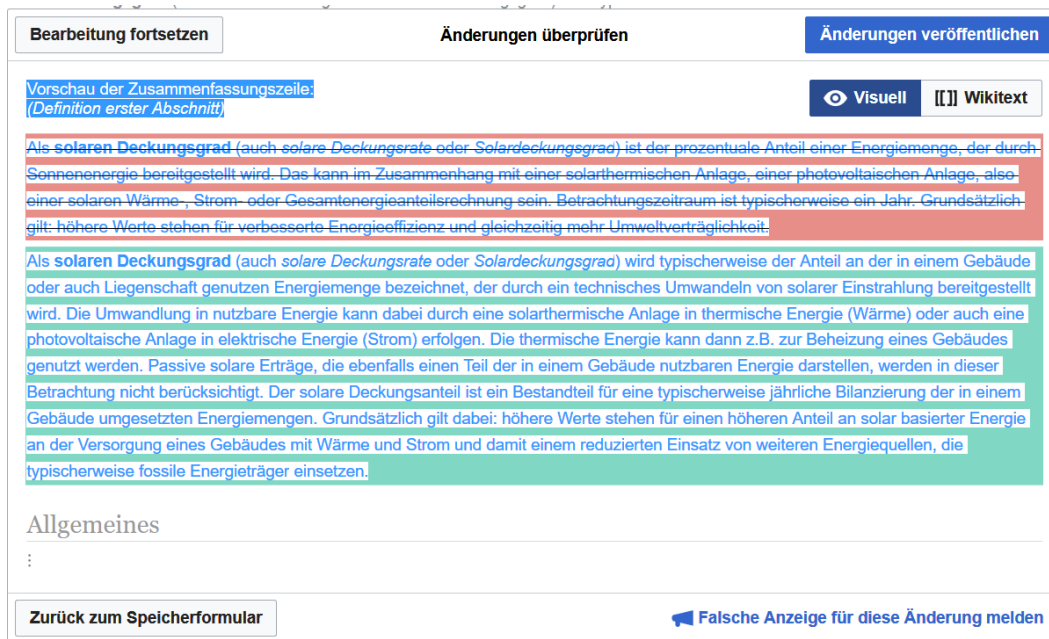 Bearbeitung fortsetzen
Änderungen überprüfen
Änderungen veröffentlichen
Vorschau der Zusammenfassungszeile:
(Definition erster Abschnitt)
Visuell
[[]] Wikitext
Als solaren Deckungsgrad (auch solare Deckungsrate oder Solardeckungsgrad) ist der prozentuale Anteil einer Energiemenge, der durch
Sonnenenergie bereitgestellt wird. Das kann im Zusammenhang mit einer solarthermischen Anlage, einer photovoltaischen Anlage, also
einer solaren Wärme-, Strom- oder Gesamtenergieanteilsrechnung sein. Betrachtungszeitraum ist typischerweise ein Jahr. Grundsätzlich
gilt: höhere Werte stehen für verbesserte Energieeffizienz und gleichzeitig mehr Umweltverträglichkeit.
Als solaren Deckungsgrad (auch solare Deckungsrate oder Solardeckungsgrad) wird typischerweise der Anteil an der in einem Gebäude
oder auch Liegenschaft genutzen Energiemenge bezeichnet, der durch ein technisches Umwandeln von solarer Einstrahlung bereitgestellt
wird. Die Umwandlung in nutzbare Energie kann dabei durch eine solarthermische Anlage in thermische Energie (Wärme) oder auch eine
photovoltaische Anlage in elektrische Energie (Strom) erfolgen. Die thermische Energie kann dann z.B. zur Beheizung eines Gebäudes
genutzt werden. Passive solare Erträge, die ebenfalls einen Teil der in einem Gebäude nutzbaren Energie darstellen, werden in dieser
Betrachtung nicht berücksichtigt. Der solare Deckungsanteil ist ein Bestandteil für eine typischerweise jährliche Bilanzierung der in einem
Gebäude umgesetzten Energiemengen. Grundsätzlich gilt dabei: höhere Werte stehen für einen höheren Anteil an solar basierter Energie
an der Versorgung eines Gebäudes mit Wärme und Strom und damit einem reduzierten Einsatz von weiteren Energiequellen, die
typischerweise fossile Energieträger einsetzen.
Allgemeines
⋮
Zurück zum Speicherformular
Falsche Anzeige für diese Änderung melden